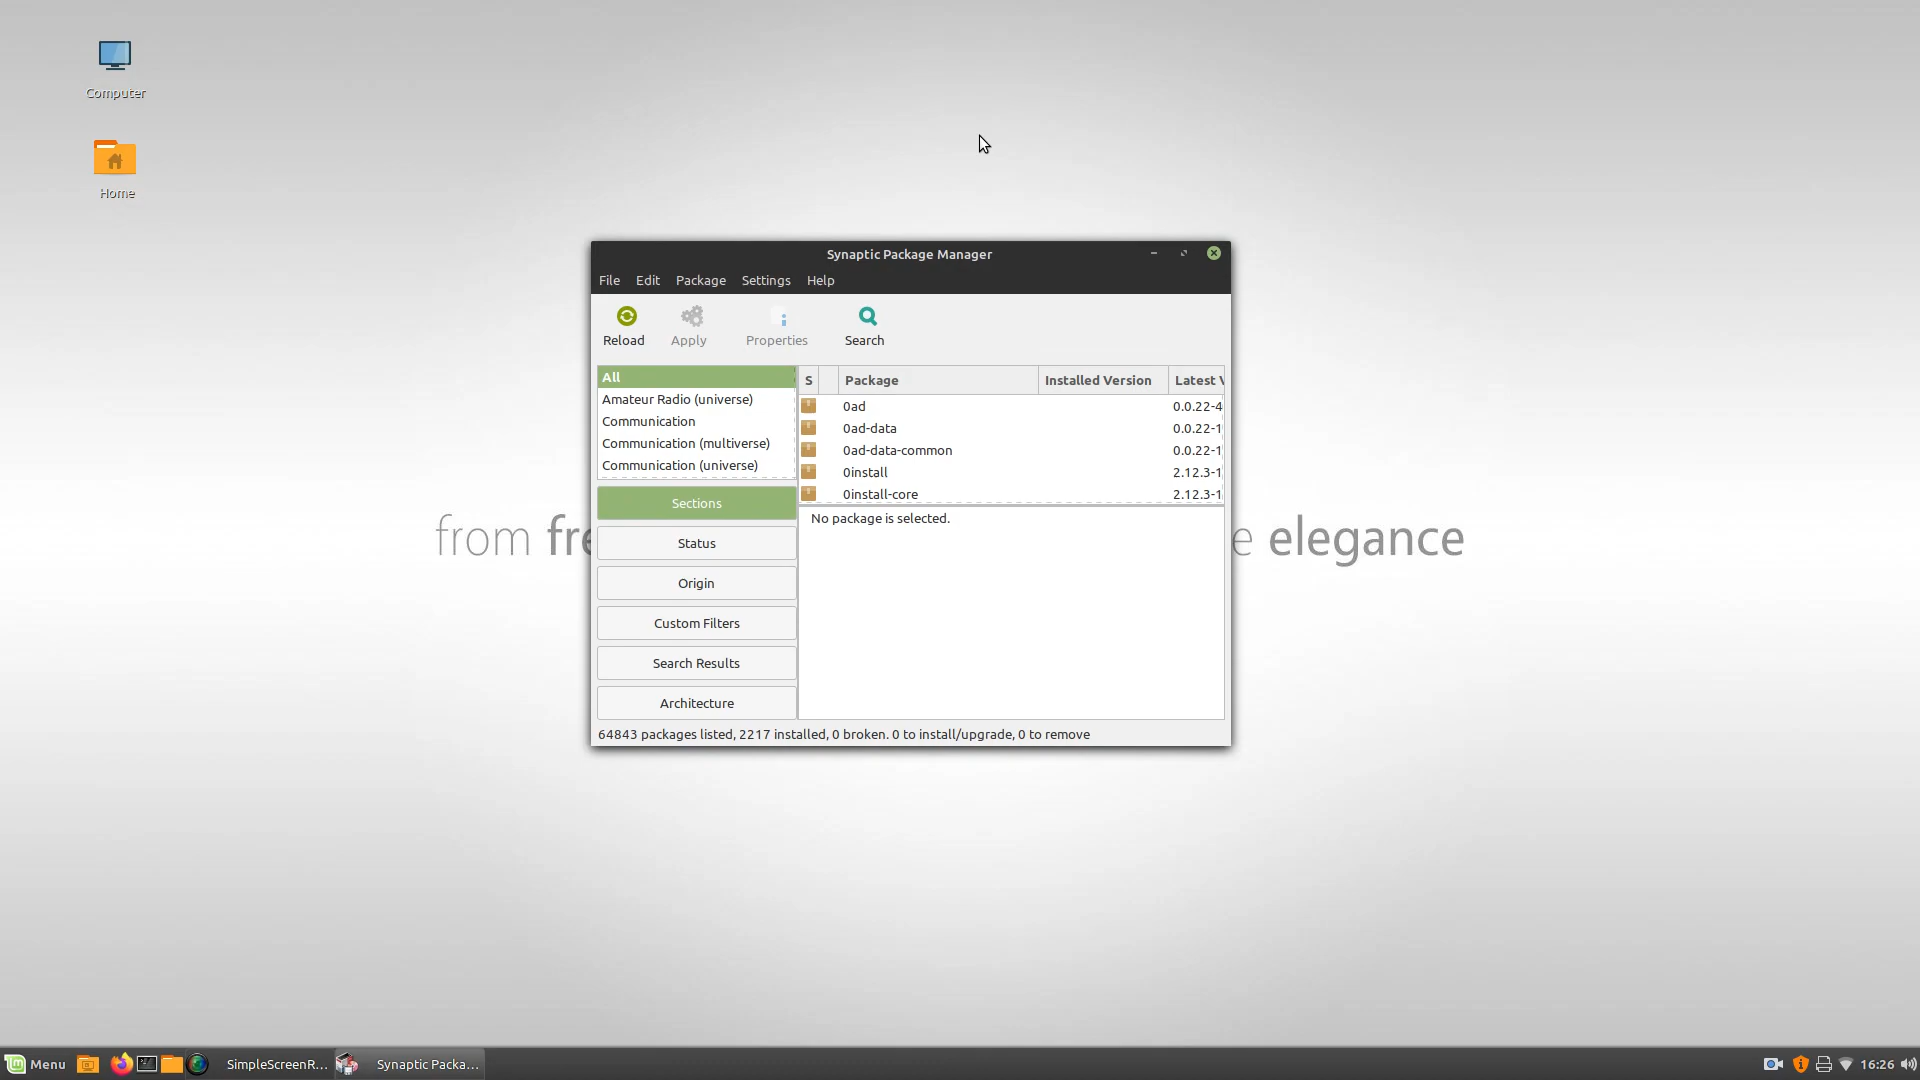 Computer
Home
Synaptic Package Manager
File Edit Package Settings Help
Reload Apply Properties Search
All
Amateur Radio (universe)
Communication
Communication (multiverse)
Communication (universe)
S Package Installed Version Latest V
0ad 0.0.22-4
0ad-data 0.0.22-1
0ad-data-common 0.0.22-1
0install 2.12.3-1
0install-core 2.12.3-1
Sections
Status
Origin
Custom Filters
Search Results
Architecture
No package is selected.
from fre e elegance
64843 packages listed, 2217 installed, 0 broken. 0 to install/upgrade, 0 to remove
Menu SimpleScreenR... Synaptic Packa... 16:26